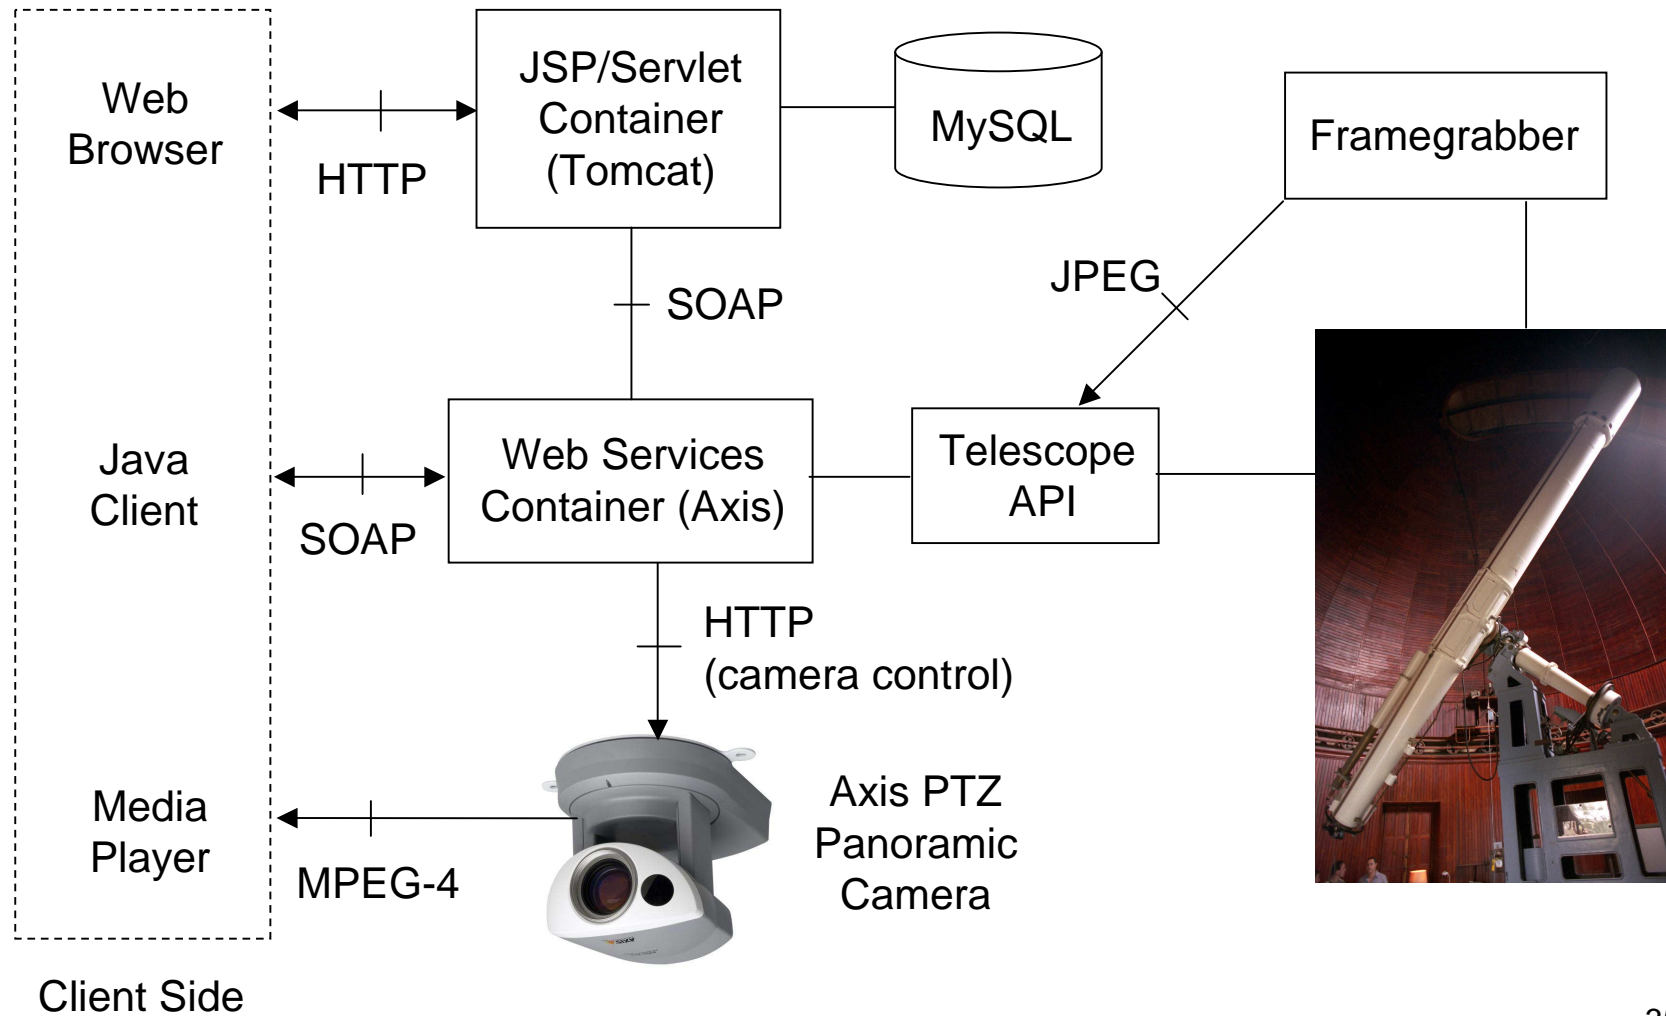 Web
Browser
HTTP
JSP/Servlet
Container
(Tomcat)
MySQL
Framegrabber
JPEG
SOAP
Java
Client
SOAP
Web Services
Container (Axis)
Telescope
API
HTTP
(camera control)
Media
Player
MPEG-4
AXIS
Axis PTZ
Panoramic
Camera
Client Side